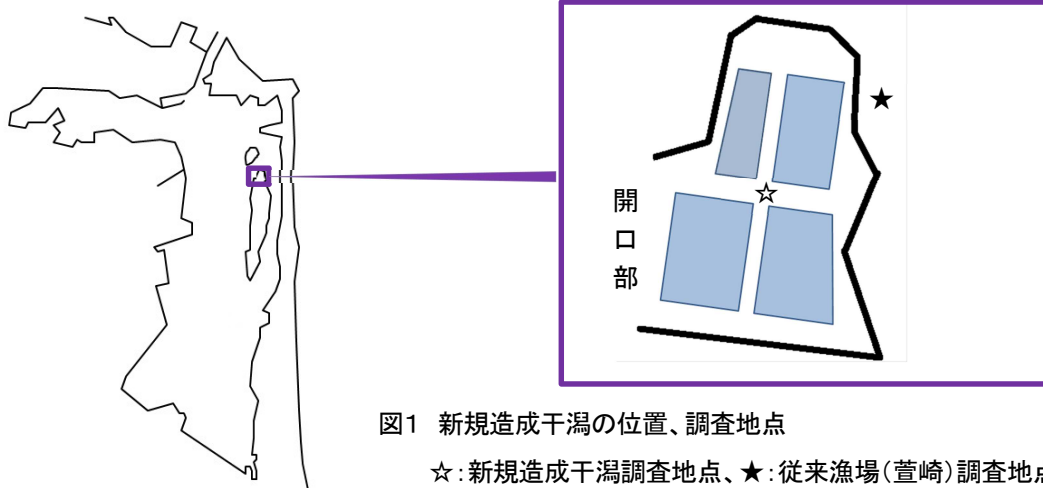 開
口
部
☆
★
図1 新規造成干潟の位置、調査地点
☆:新規造成干潟調査地点、★:従来漁場(萱崎)調査地点